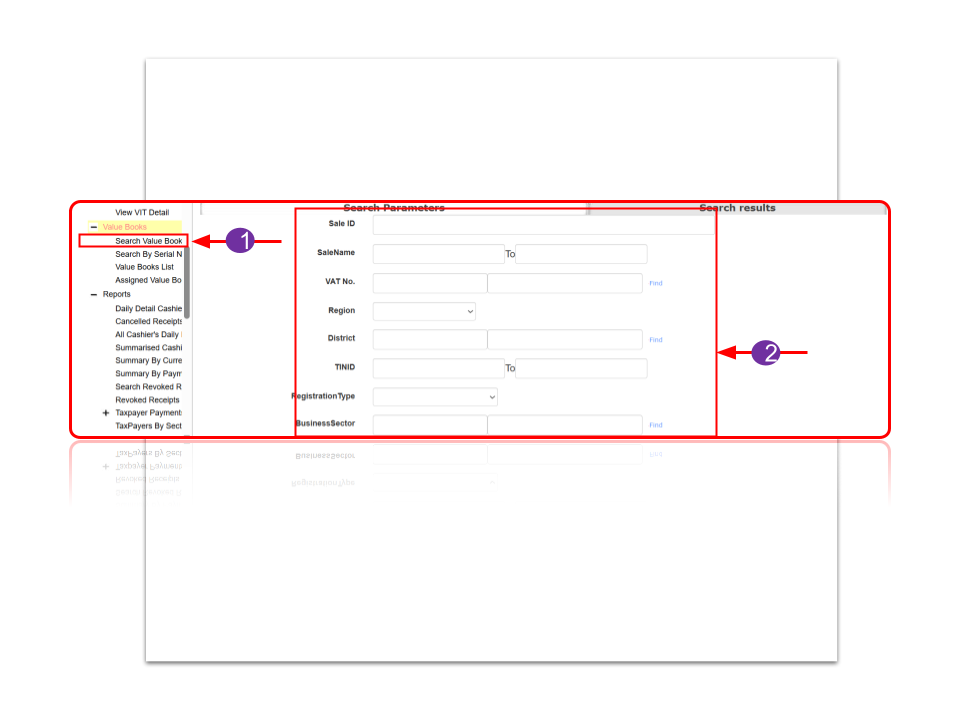 View VIT Detail
Value Books
Search Value Book
Search By Serial N
Value Books List
Assigned Value Bo
Reports
Daily Detail Cashie
Cancelled Receipts
All Cashier's Daily
Summarised Cashi
Summary By Curre
Summary By Paym
Search Revoked R
Revoked Receipts
Taxpayer Payment
TaxPayers By Sect
1
Search Parameters
Search results
Sale ID
SaleName To
VAT No. Find
Region
District Find
TINID To
RegistrationType
BusinessSector Find
2